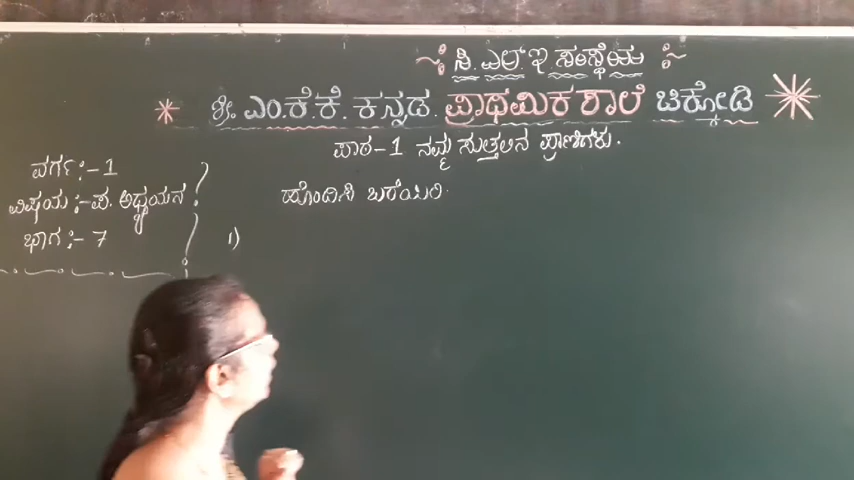 ಸಿ. ಎಲ್ ಇ. ಸಂಸ್ಥೆಯ
ಶ್ರೀ. ಎಂ.ಕೆ.ಕೆ. ಕನ್ನಡ. ಪ್ರಾಥಮಿಕ ಶಾಲೆ ಚಿಕ್ಕೋಡಿ
ಪಾಠ-1 ನಮ್ಮ ಸುತ್ತಲಿನ ಪ್ರಾಣಿಗಳು.
ವರ್ಗ:-1
ವಿಷಯ:-ಪ. ಅಧ್ಯಯನ
ಭಾಗ:- 7
ಹೊಂದಿಸಿ ಬರೆಯಿರಿ.
1)